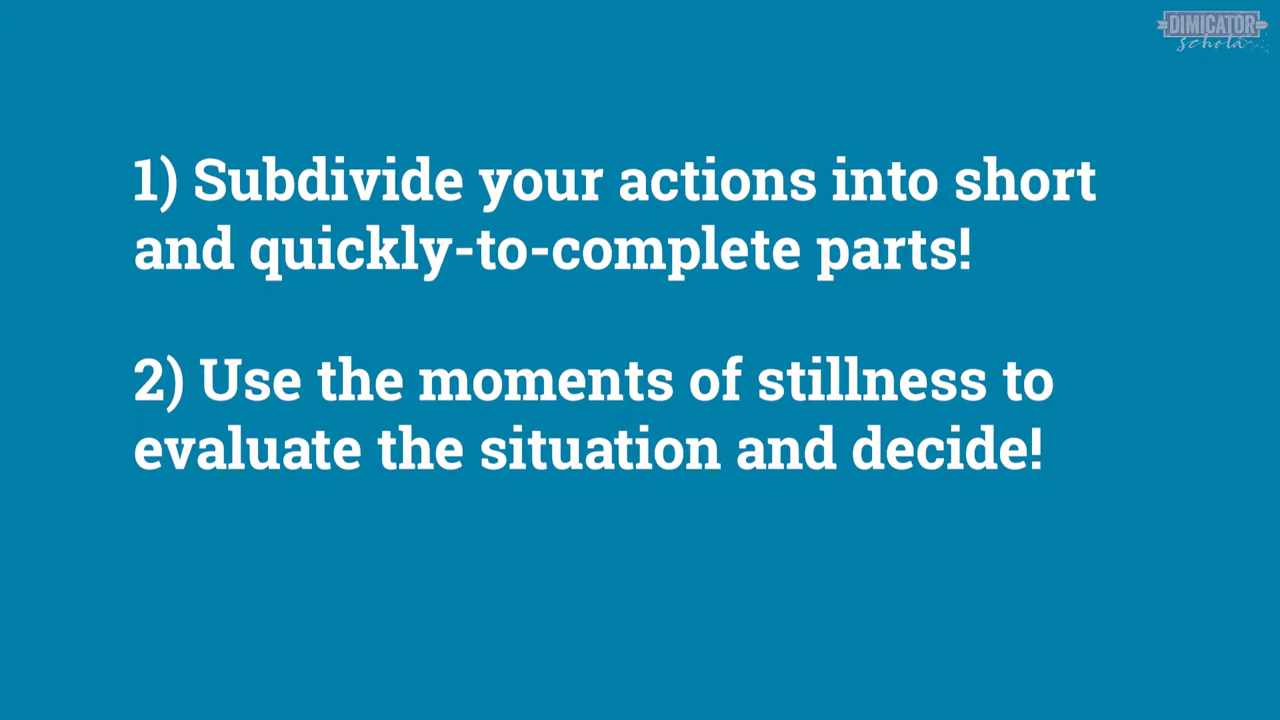 DIMICATOR
schola
1) Subdivide your actions into short
and quickly-to-complete parts!
2) Use the moments of stillness to
evaluate the situation and decide!